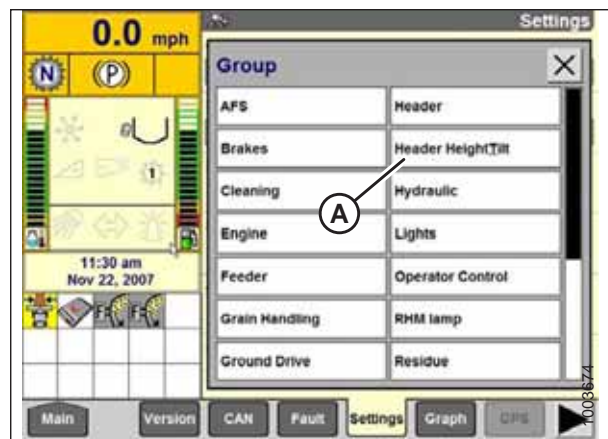 0.0 mph
Settings
N
(P)
Group
AFS
Header
Brakes
Header Height\Tilt
A
Cleaning
Hydraulic
1
Engine
Lights
11:30 am
Nov 22, 2007
Feeder
Operator Control
F
F
Grain Handling
RHM lamp
Ground Drive
Residue
Main
Version
CAN
Fault
Settings
Graph
GPS
1003674